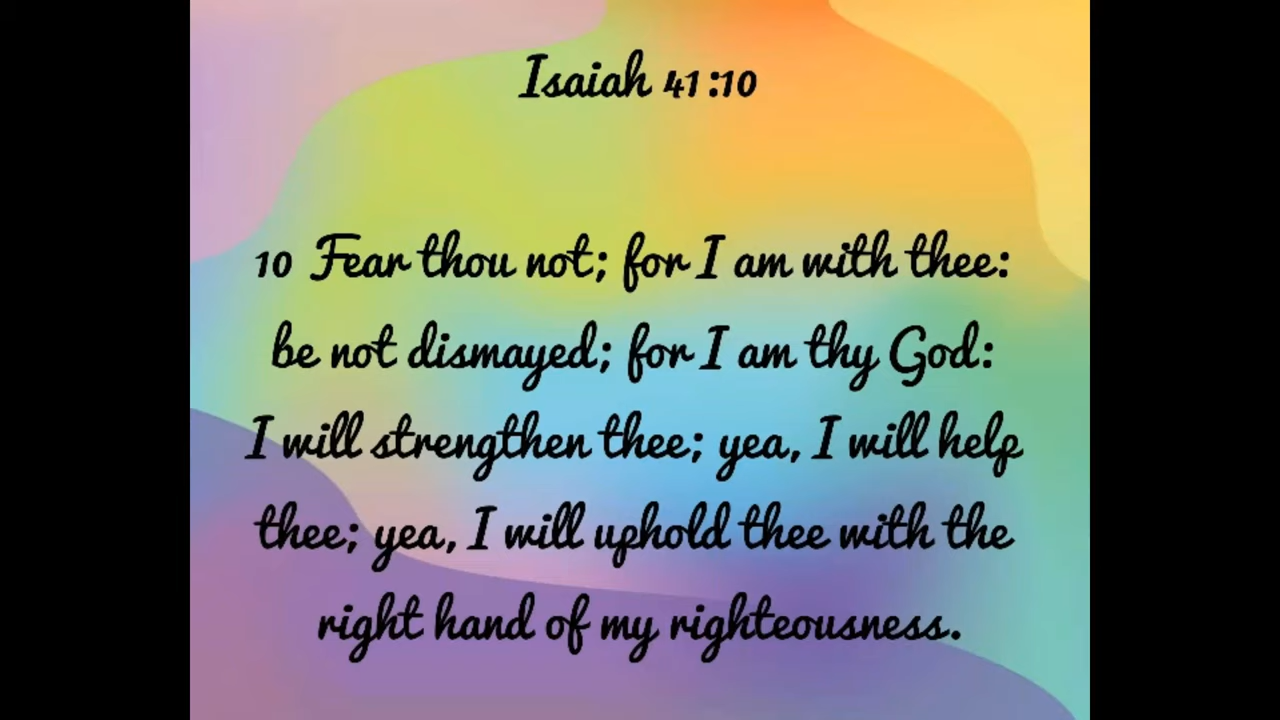 Isaiah 41:10
10 Fear thou not; for I am with thee:
be not dismayed; for I am thy God:
I will strengthen thee; yea, I will help
thee; yea, I will uphold thee with the
right hand of my righteousness.